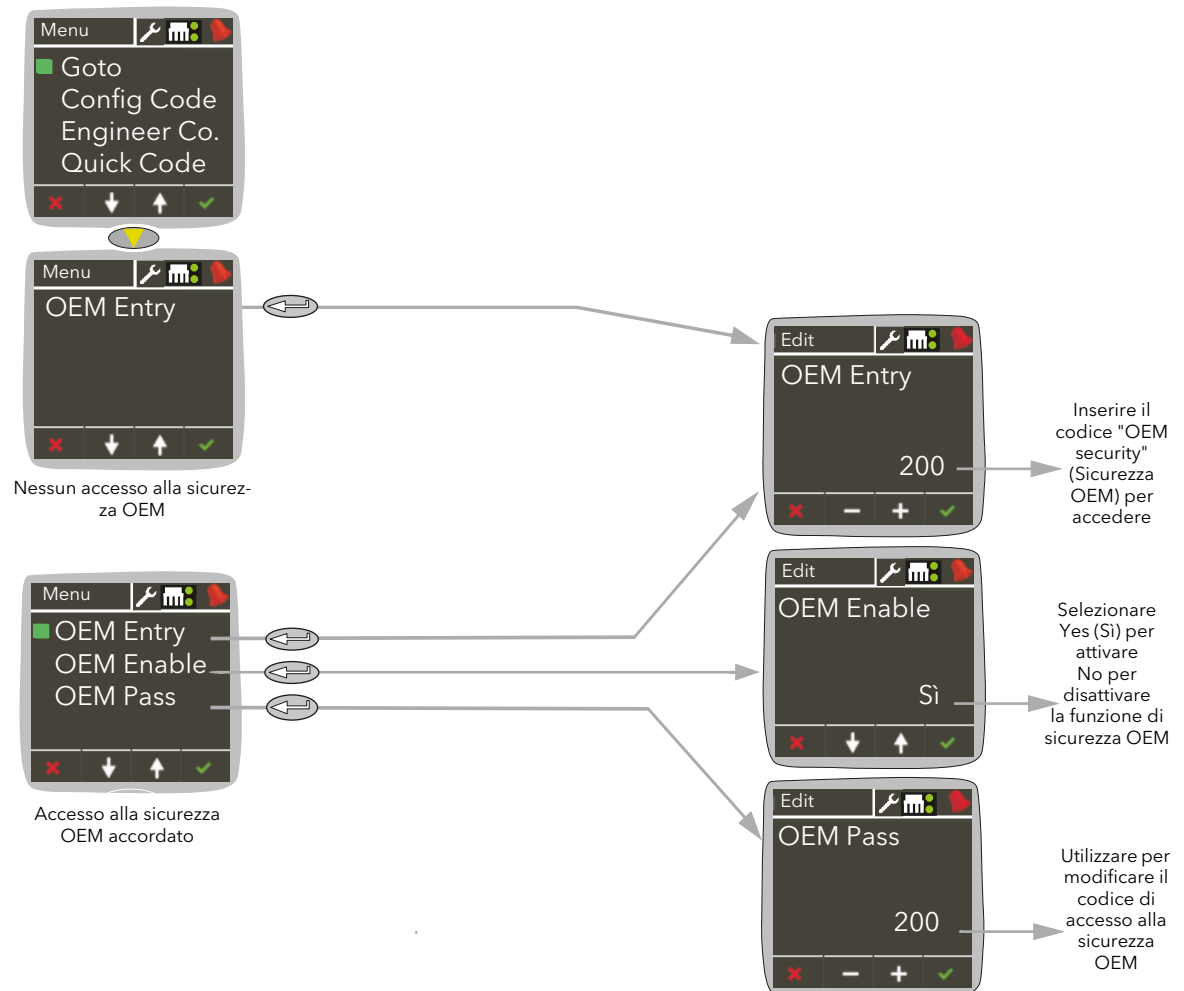 Menu
Goto
Config Code
Engineer Co.
Quick Code
Menu
OEM Entry
Nessun accesso alla sicurez-
za OEM
Edit
OEM Entry
200
Inserire il
codice "OEM
security"
(Sicurezza
OEM) per
accedere
Menu
OEM Entry
OEM Enable
OEM Pass
Accesso alla sicurezza
OEM accordato
Edit
OEM Enable
Sì
Selezionare
Yes (Sì) per
attivare
No per
disattivare
la funzione di
sicurezza OEM
Edit
OEM Pass
200
Utilizzare per
modificare il
codice di
accesso alla
sicurezza
OEM